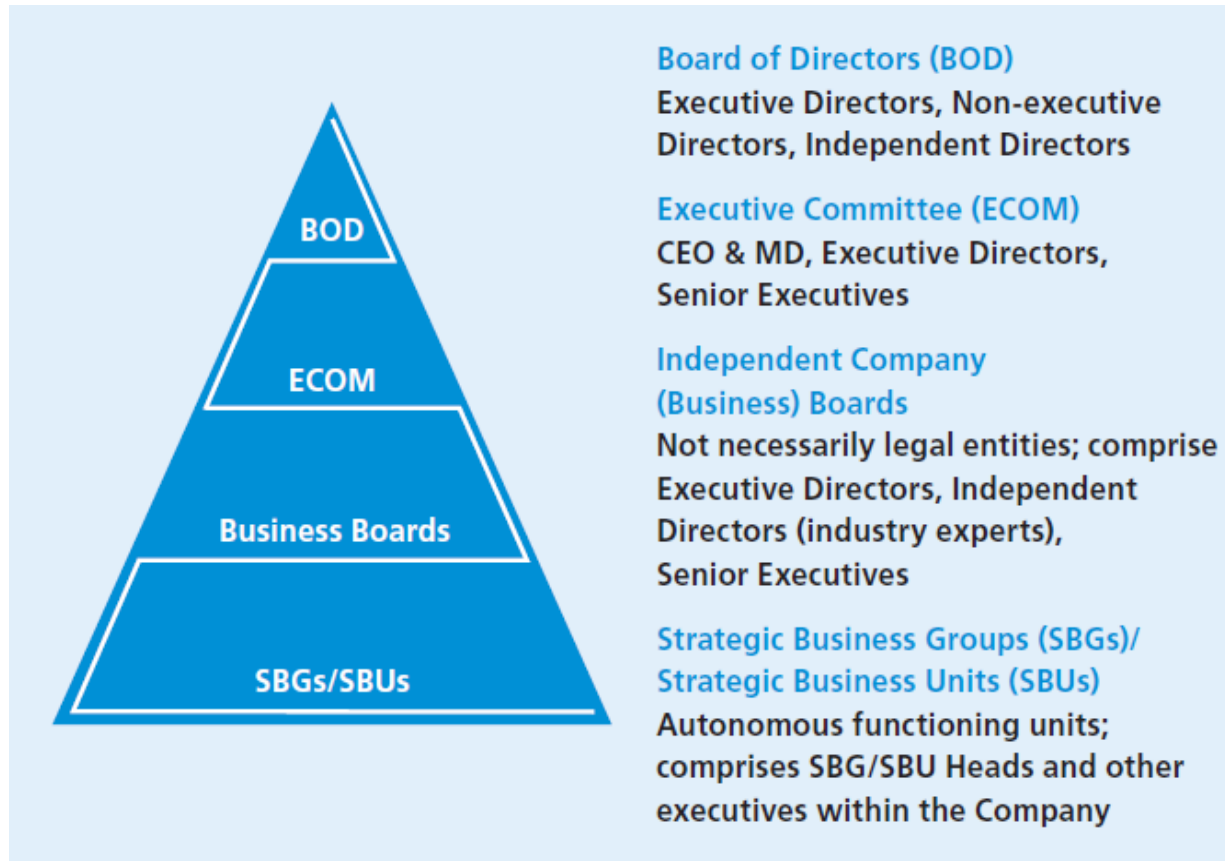 BOD
ECOM
Business Boards
SBGs/SBUs
Board of Directors (BOD)
Executive Directors, Non-executive
Directors, Independent Directors
Executive Committee (ECOM)
CEO & MD, Executive Directors,
Senior Executives
Independent Company
(Business) Boards
Not necessarily legal entities; comprise
Executive Directors, Independent
Directors (industry experts),
Senior Executives
Strategic Business Groups (SBGs)/
Strategic Business Units (SBUs)
Autonomous functioning units;
comprises SBG/SBU Heads and other
executives within the Company